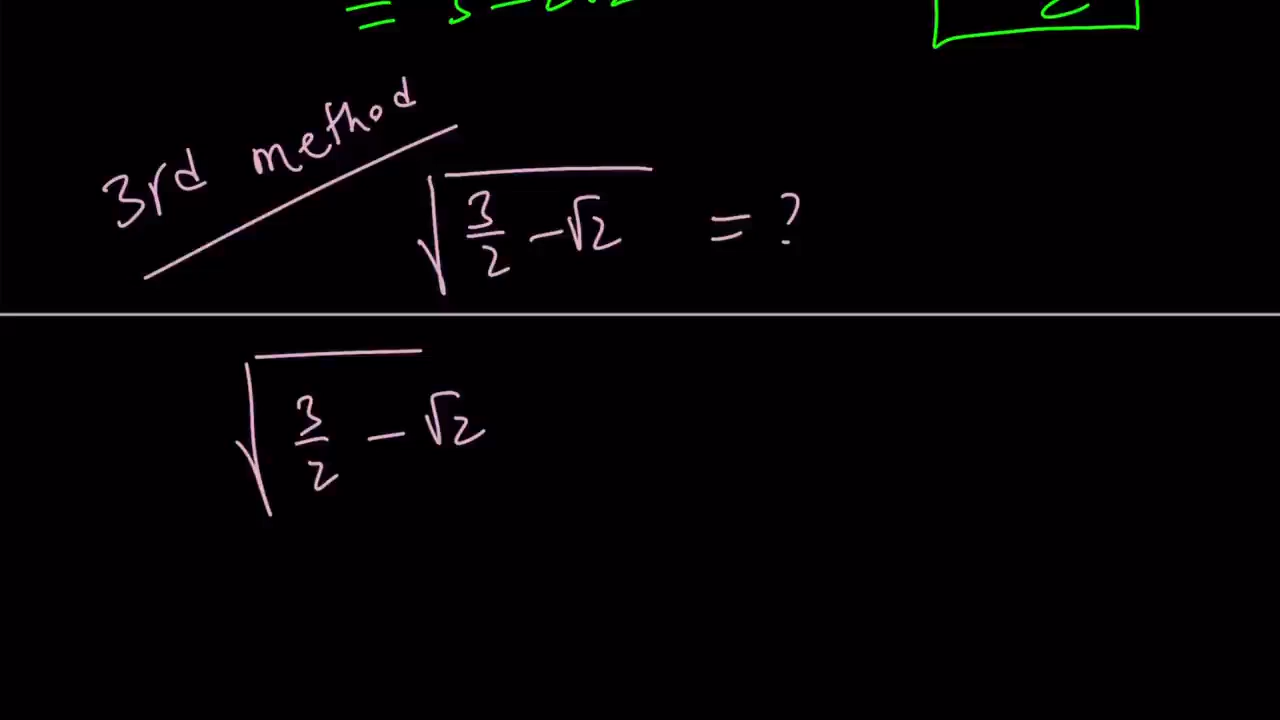 3rd method
√(3/2 − √2) = ?
√(3/2 − √2